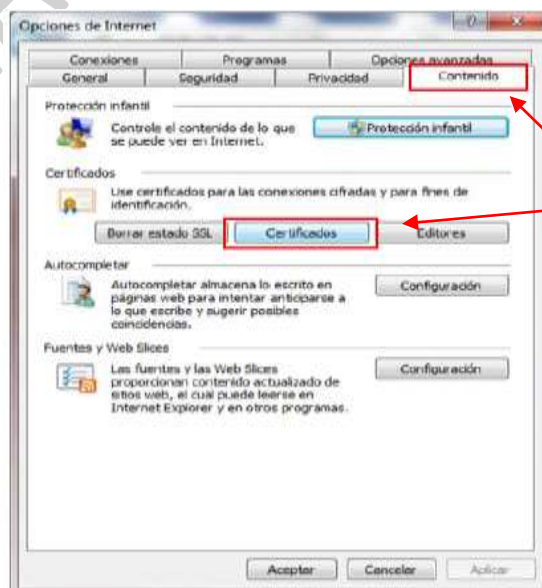 Opciones de Internet
Conexiones Programas Opciones avanzadas
General Seguridad Privacidad Contenido
Protección infantil
Controle el contenido de lo que
se puede ver en Internet.
Protección infantil
Certificados
Use certificados para las conexiones cifradas y para fines de
identificación.
Borrar estado SSL Certificados Editores
Autocompletar
Autocompletar almacena lo escrito en
páginas web para intentar anticiparse a
lo que escribe y sugerir posibles
coincidencias.
Configuración
Fuentes y Web Slices
Las fuentes y las Web Slices
proporcionan contenido actualizado de
sitios web, el cual puede leerse en
Internet Explorer y en otros programas.
Configuración
Aceptar Cancelar Aplicar